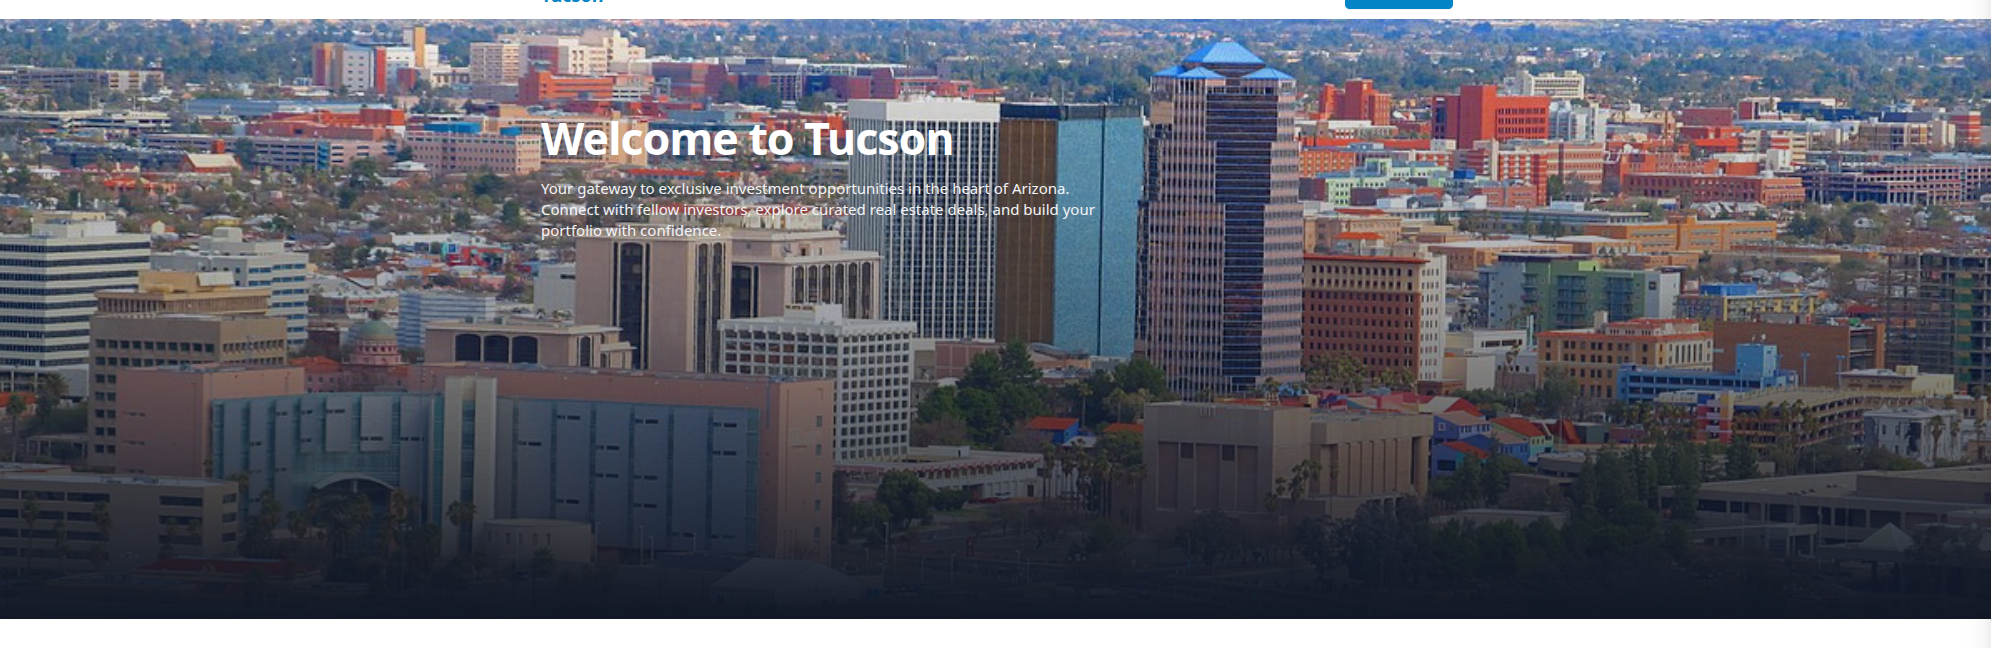 Tucson
Welcome to Tucson
Your gateway to exclusive investment opportunities in the heart of Arizona.
Connect with fellow investors, explore curated real estate deals, and build your
portfolio with confidence.